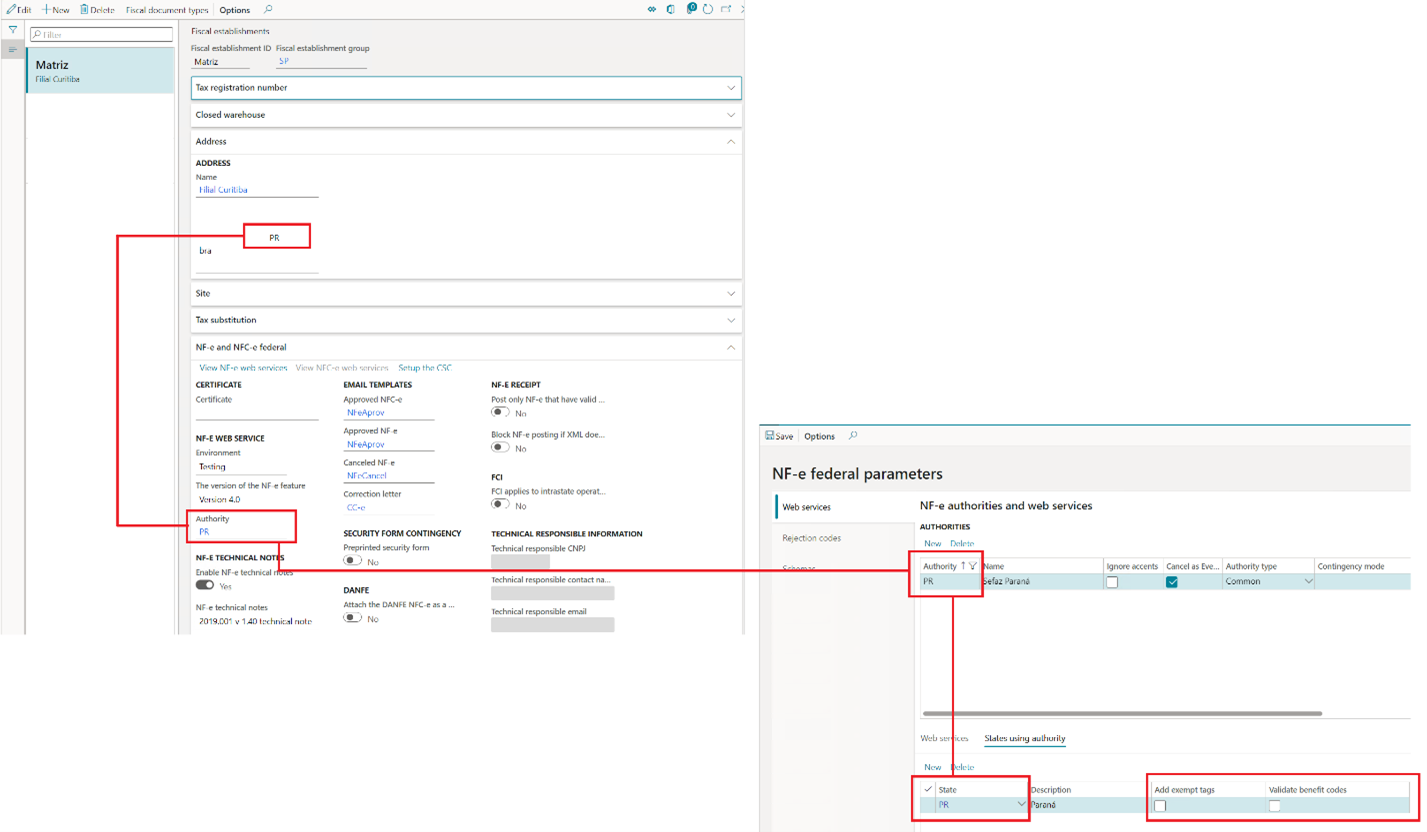 Edit New Delete Fiscal document types Options
0
Filter
Matriz
Filial Curitiba
Fiscal establishments
Fiscal establishment ID Fiscal establishment group
Matriz SP
Tax registration number
Closed warehouse
Address
ADDRESS
Name
Filial Curitiba
PR
bra
Site
Tax substitution
NF-e and NFC-e federal
View NF-e web services View NFC-e web services Setup the CSC
CERTIFICATE
Certificate
NF-E WEB SERVICE
Environment
Testing
The version of the NF-e feature
Version 4.0
Authority
PR
NF-E TECHNICAL NOTES
Enable NF-e technical notes
Yes
NF-e technical notes
2019.001 v 1.40 technical note
EMAIL TEMPLATES
Approved NFC-e
NFeAprov
Approved NF-e
NFeAprov
Canceled NF-e
NFeCancel
Correction letter
CC-e
SECURITY FORM CONTINGENCY
Preprinted security form
No
DANFE
Attach the DANFE NFC-e as a ...
No
NF-E RECEIPT
Post only NF-e that have valid ...
No
Block NF-e posting if XML doe...
No
FCI
FCI applies to intrastate operat...
No
TECHNICAL RESPONSIBLE INFORMATION
Technical responsible CNPJ
Technical responsible contact na...
Technical responsible email
Save Options
NF-e federal parameters
Web services
Rejection codes
Schemas
NF-e authorities and web services
AUTHORITIES
New Delete
Authority Name Ignore accents Cancel as Eve... Authority type Contingency mode
PR Sefaz Paraná Common
Web services States using authority
New Delete
State Description Add exempt tags Validate benefit codes
PR Paraná